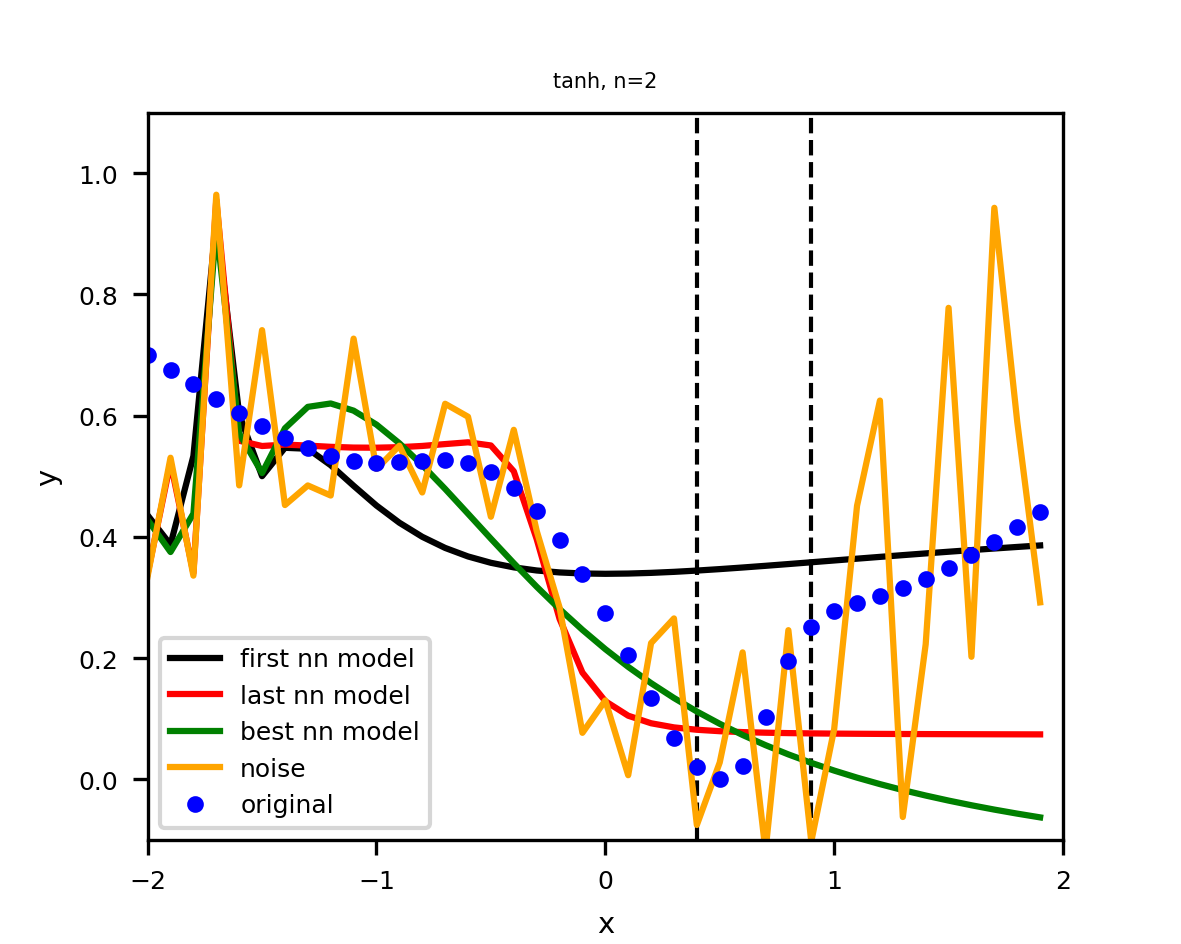 tanh, n=2
1.0
0.8
0.6
0.4
0.2
0.0
y
first nn model
last nn model
best nn model
noise
original
−2
−1
0
1
2
x